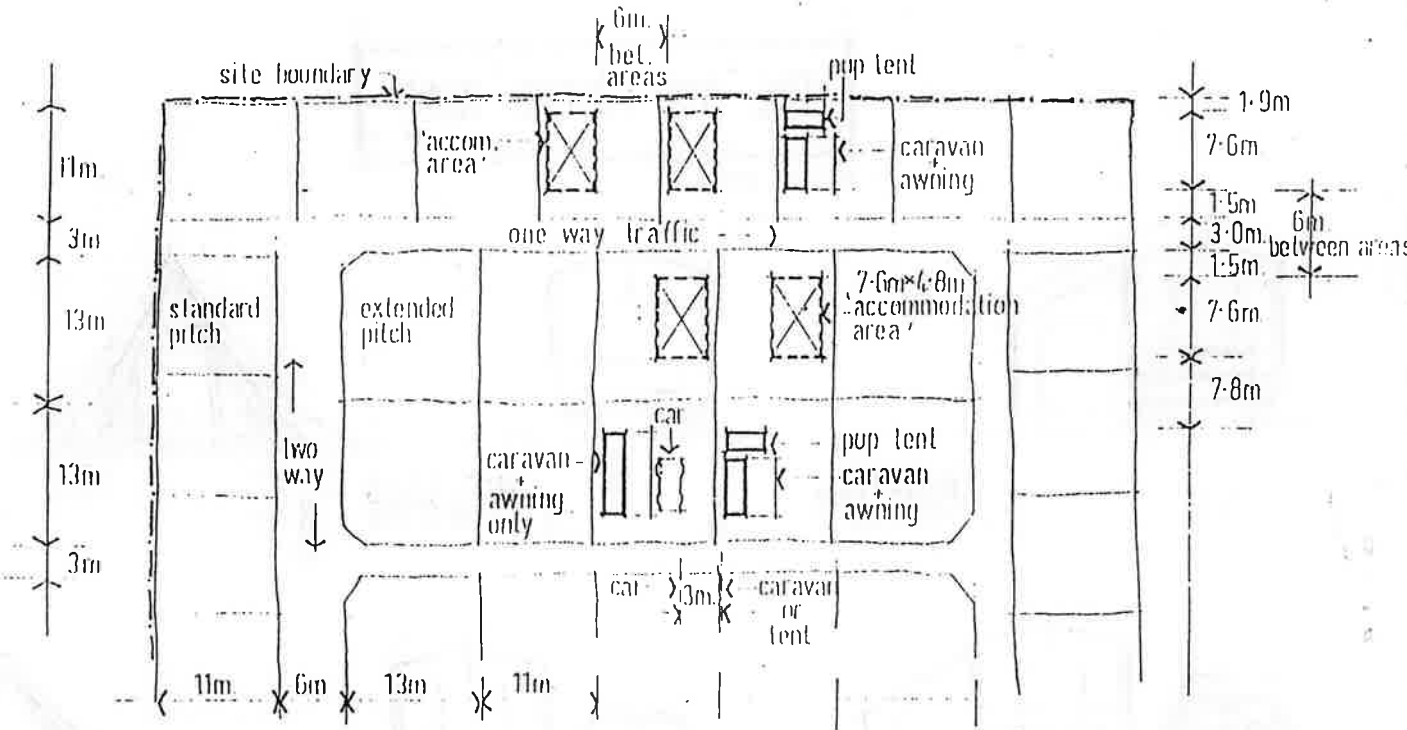 6m.
bet.
areas
site boundary
pup tent
1·9m
'accom.
area'
caravan
+
awning
11m.
7·6m
1·5m
6m.
between areas
3m
one way traffic
3·0m.
1·5m
standard
pitch
extended
pitch
7·6m×4·8m
'accommodation
area'
13m
7·6m.
7·8m
car
two
way
caravan
+
awning
only
pup tent
caravan
+
awning
13m
3m
car
3m.
caravan
or
tent
11m.
6m
13m
11m.